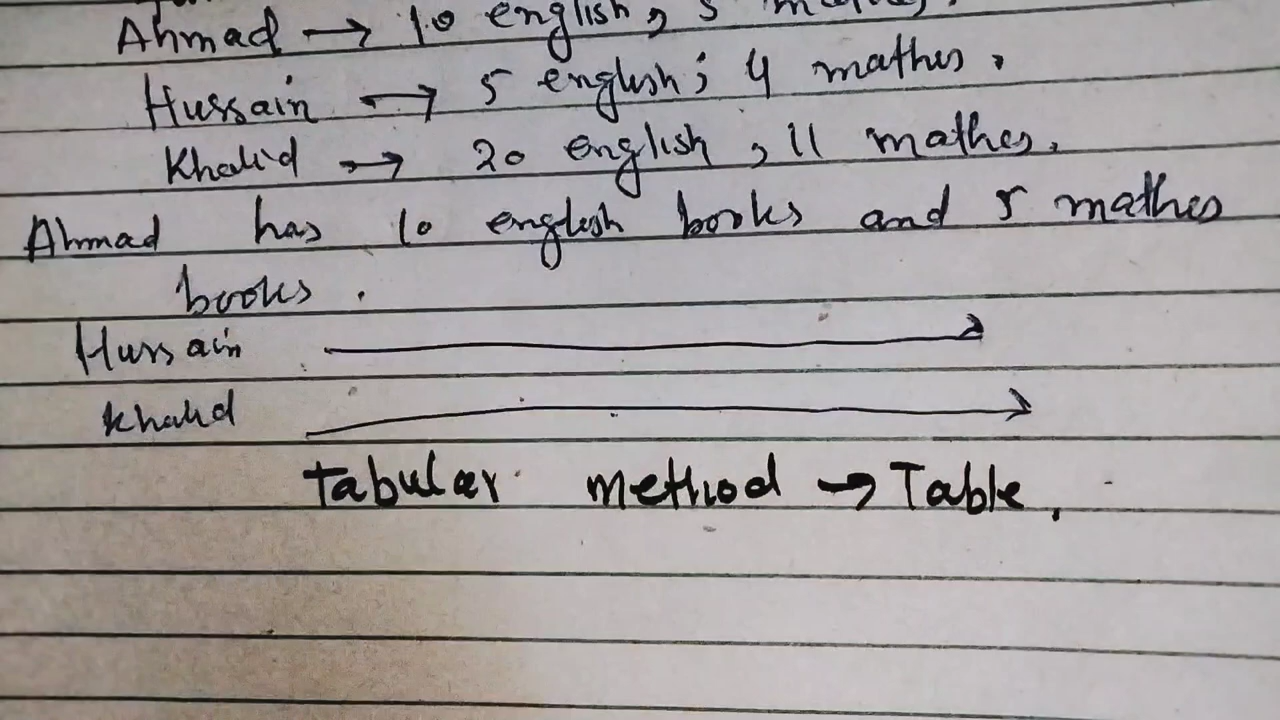 Ahmad → 10 english, 5
Hussain → 5 english; 4 mathes.
Khalid → 20 english, 11 mathes.
Ahmad has 10 english books and 5 mathes
books.
Hussain →
Khalid →
tabular method → Table.